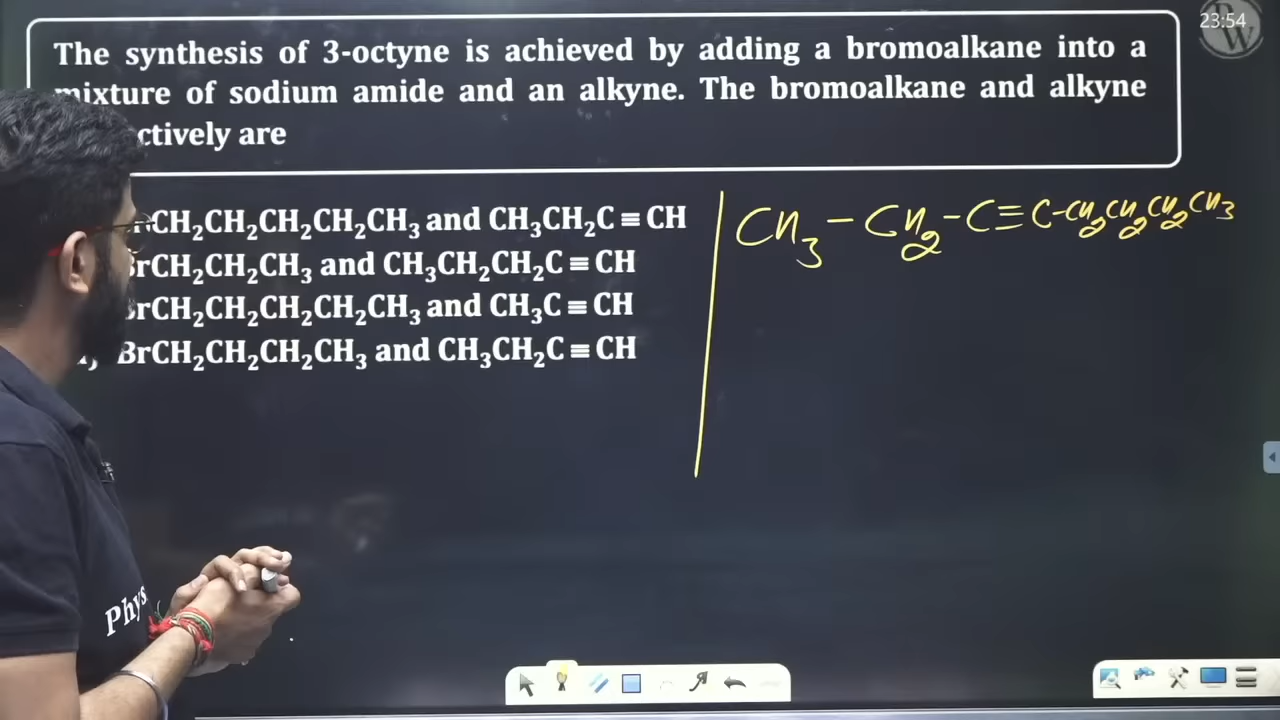 23:54
The synthesis of 3-octyne is achieved by adding a bromoalkane into a
mixture of sodium amide and an alkyne. The bromoalkane and alkyne
ctively are
CH₂CH₂CH₂CH₂CH₃ and CH₃CH₂C ≡ CH
BrCH₂CH₂CH₃ and CH₃CH₂CH₂C ≡ CH
BrCH₂CH₂CH₂CH₂CH₃ and CH₃C ≡ CH
BrCH₂CH₂CH₂CH₃ and CH₃CH₂C ≡ CH
CH₃ – CH₂ – C ≡ C – CH₂CH₂CH₂CH₃
Phys